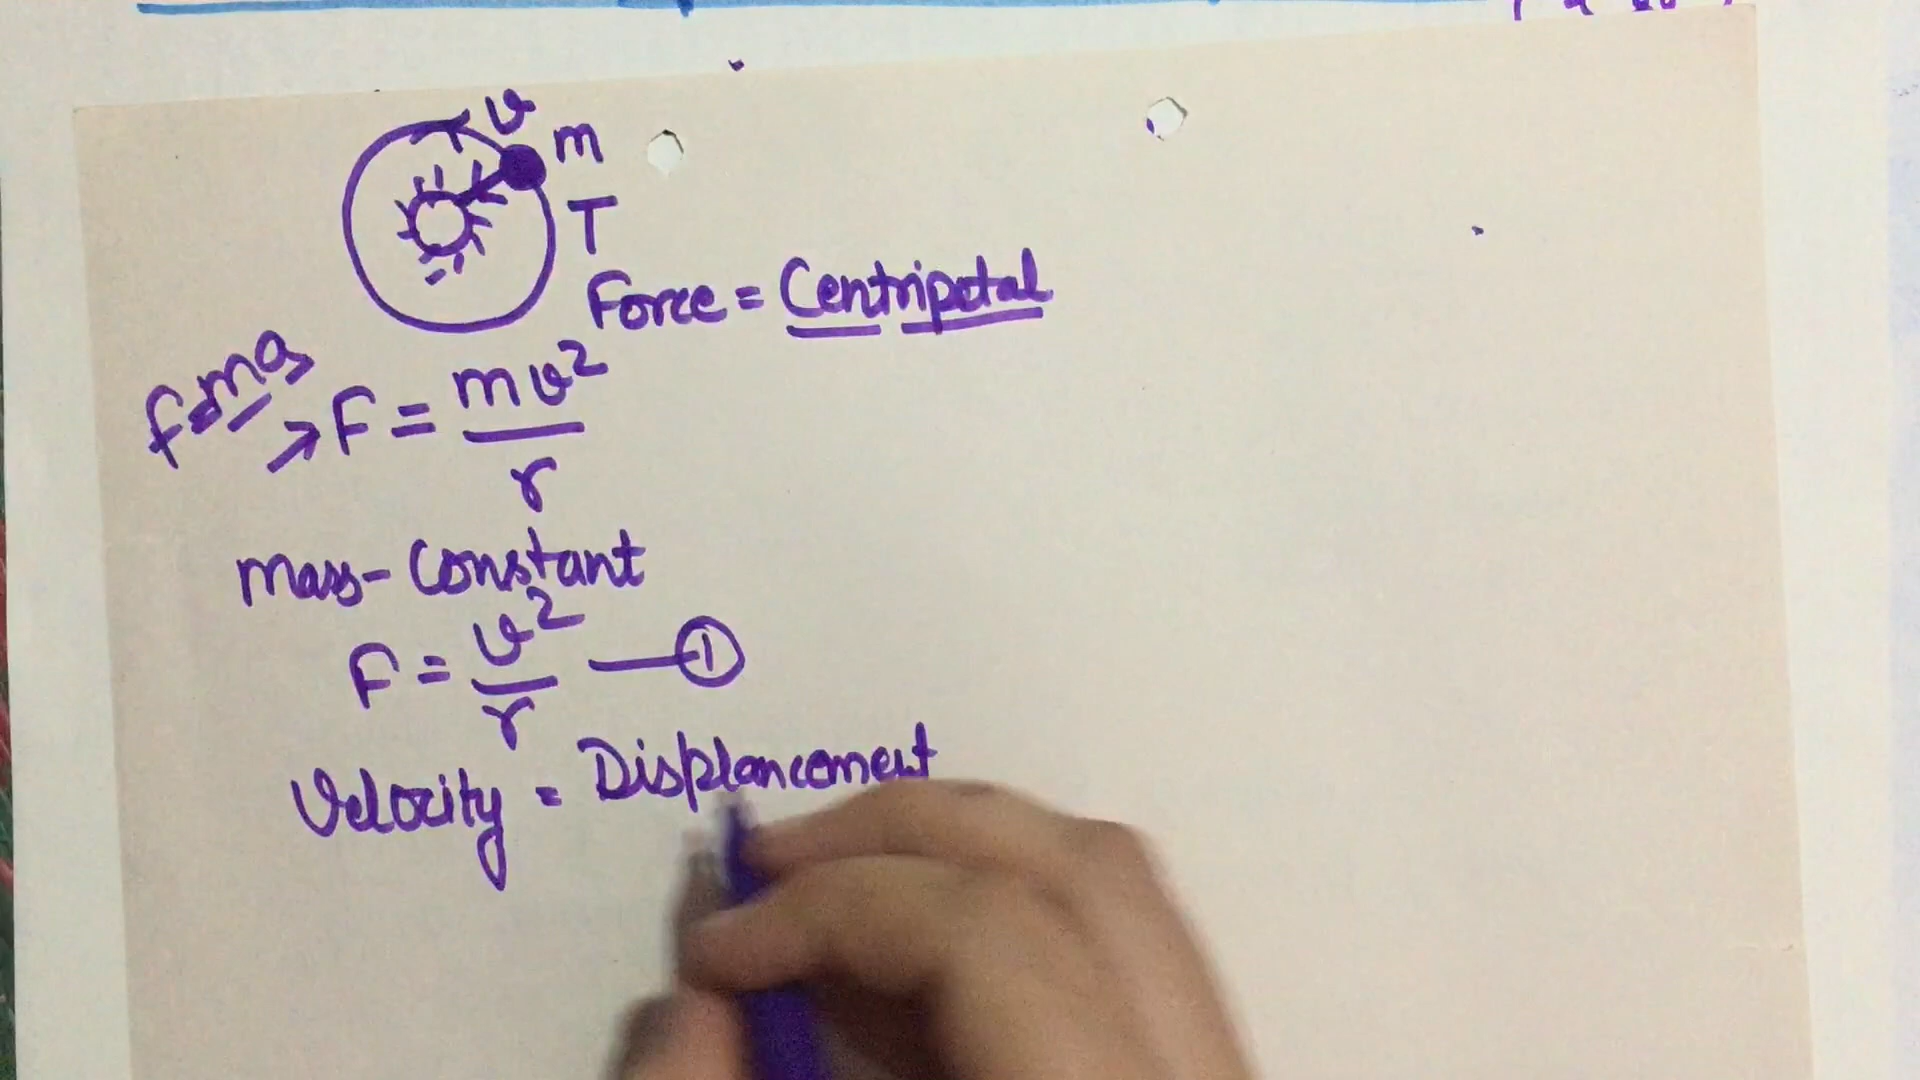 v
m
T
Force = Centripetal
f=ma
F = mv²/r
Mass - Constant
F = v²/r — ①
Velocity = Displancement